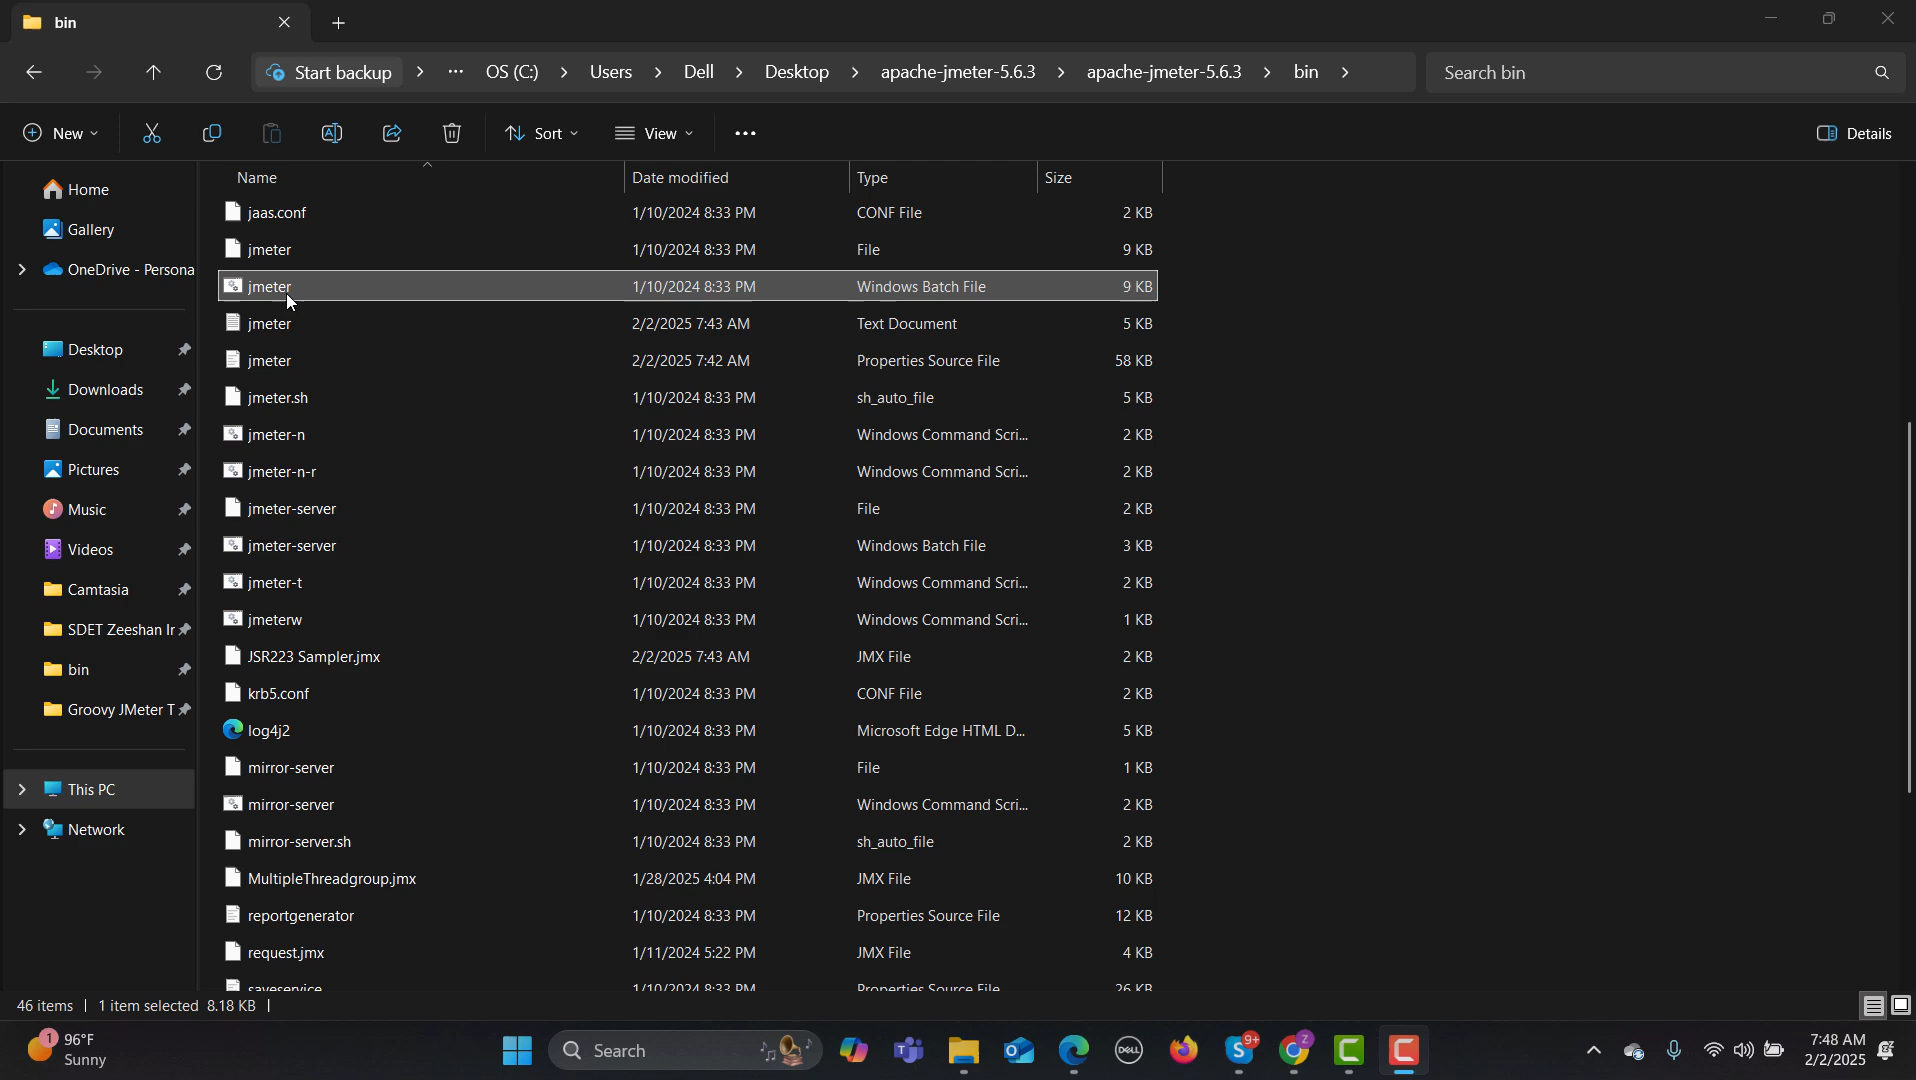 bin
Start backup
...
OS (C:)
Users
Dell
Desktop
apache-jmeter-5.6.3
apache-jmeter-5.6.3
bin
Search bin
New
Sort
View
Details
Home
Gallery
OneDrive - Persona
Desktop
Downloads
Documents
Pictures
Music
Videos
Camtasia
SDET Zeeshan Ir
bin
Groovy JMeter T
This PC
Network
Name Date modified Type Size
jaas.conf 1/10/2024 8:33 PM CONF File 2 KB
jmeter 1/10/2024 8:33 PM File 9 KB
jmeter 1/10/2024 8:33 PM Windows Batch File 9 KB
jmeter 2/2/2025 7:43 AM Text Document 5 KB
jmeter 2/2/2025 7:42 AM Properties Source File 58 KB
jmeter.sh 1/10/2024 8:33 PM sh_auto_file 5 KB
jmeter-n 1/10/2024 8:33 PM Windows Command Scri... 2 KB
jmeter-n-r 1/10/2024 8:33 PM Windows Command Scri... 2 KB
jmeter-server 1/10/2024 8:33 PM File 2 KB
jmeter-server 1/10/2024 8:33 PM Windows Batch File 3 KB
jmeter-t 1/10/2024 8:33 PM Windows Command Scri... 2 KB
jmeterw 1/10/2024 8:33 PM Windows Command Scri... 1 KB
JSR223 Sampler.jmx 2/2/2025 7:43 AM JMX File 2 KB
krb5.conf 1/10/2024 8:33 PM CONF File 2 KB
log4j2 1/10/2024 8:33 PM Microsoft Edge HTML D... 5 KB
mirror-server 1/10/2024 8:33 PM File 1 KB
mirror-server 1/10/2024 8:33 PM Windows Command Scri... 2 KB
mirror-server.sh 1/10/2024 8:33 PM sh_auto_file 2 KB
MultipleThreadgroup.jmx 1/28/2025 4:04 PM JMX File 10 KB
reportgenerator 1/10/2024 8:33 PM Properties Source File 12 KB
request.jmx 1/11/2024 5:22 PM JMX File 4 KB
saveservice 1/10/2024 8:33 PM Properties Source File 26 KB
46 items 1 item selected 8.18 KB
1
96°F
Sunny
Search
DELL
9+
Z
7:48 AM
2/2/2025